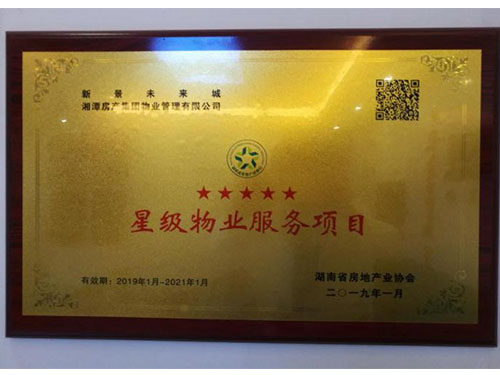 新景未来城
湘潭房产集团物业管理有限公司
★★★★★
星级物业服务项目
有效期：2019年1月-2021年1月
湖南省房地产业协会
二〇一九年一月